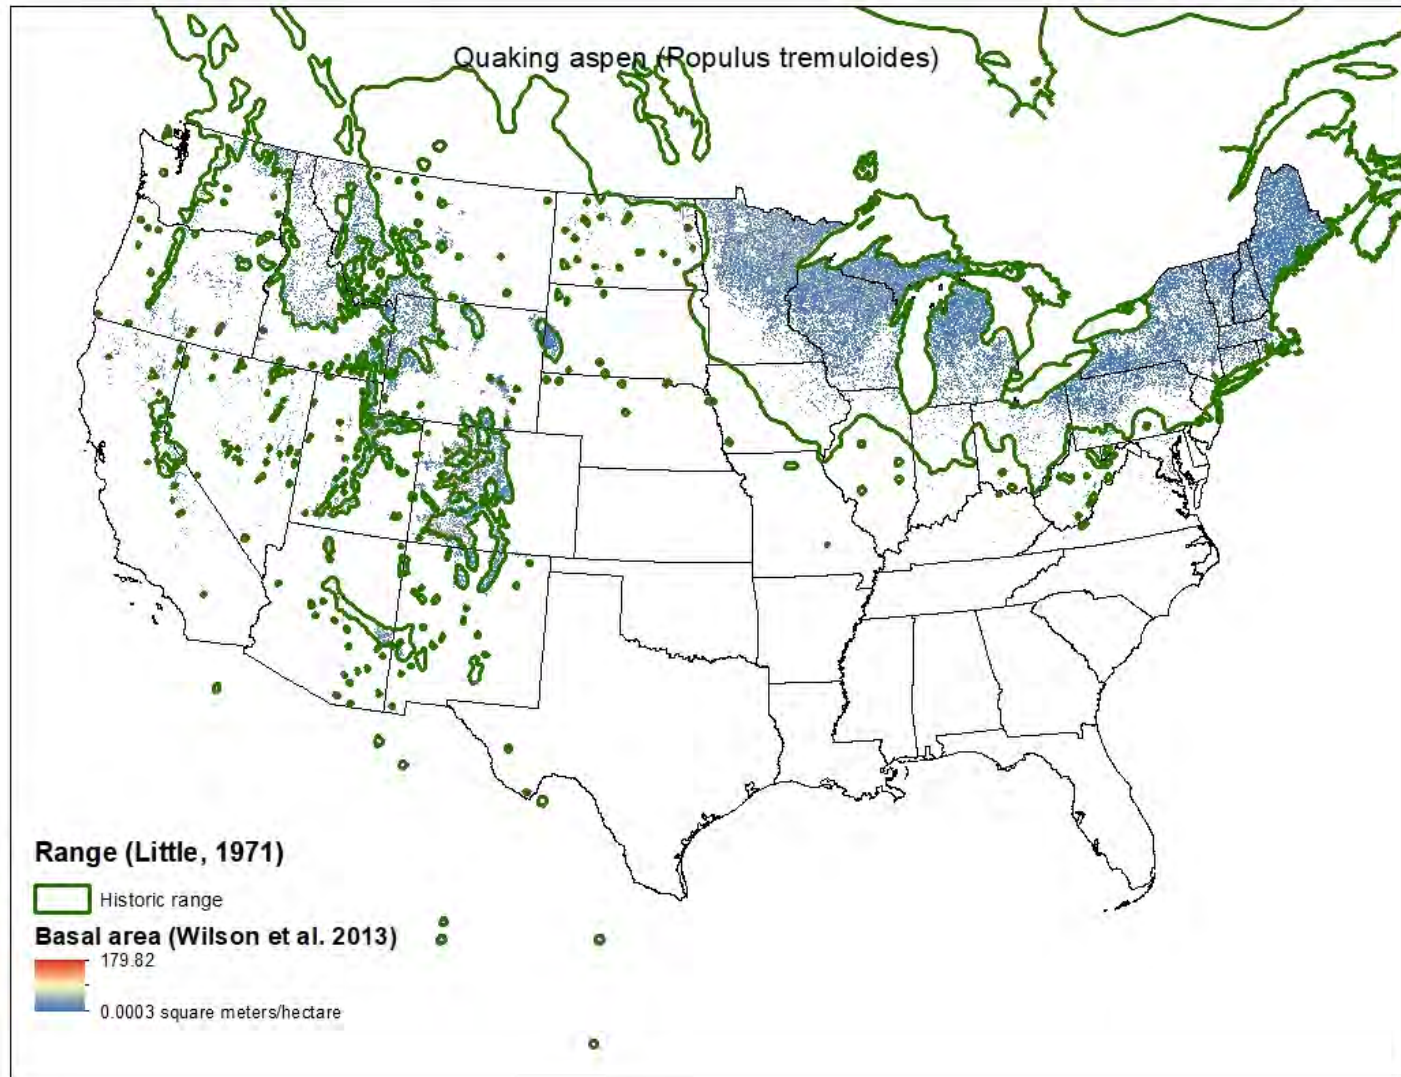 Quaking aspen (Populus tremuloides)
Range (Little, 1971)
Historic range
Basal area (Wilson et al. 2013)
179.82
0.0003 square meters/hectare